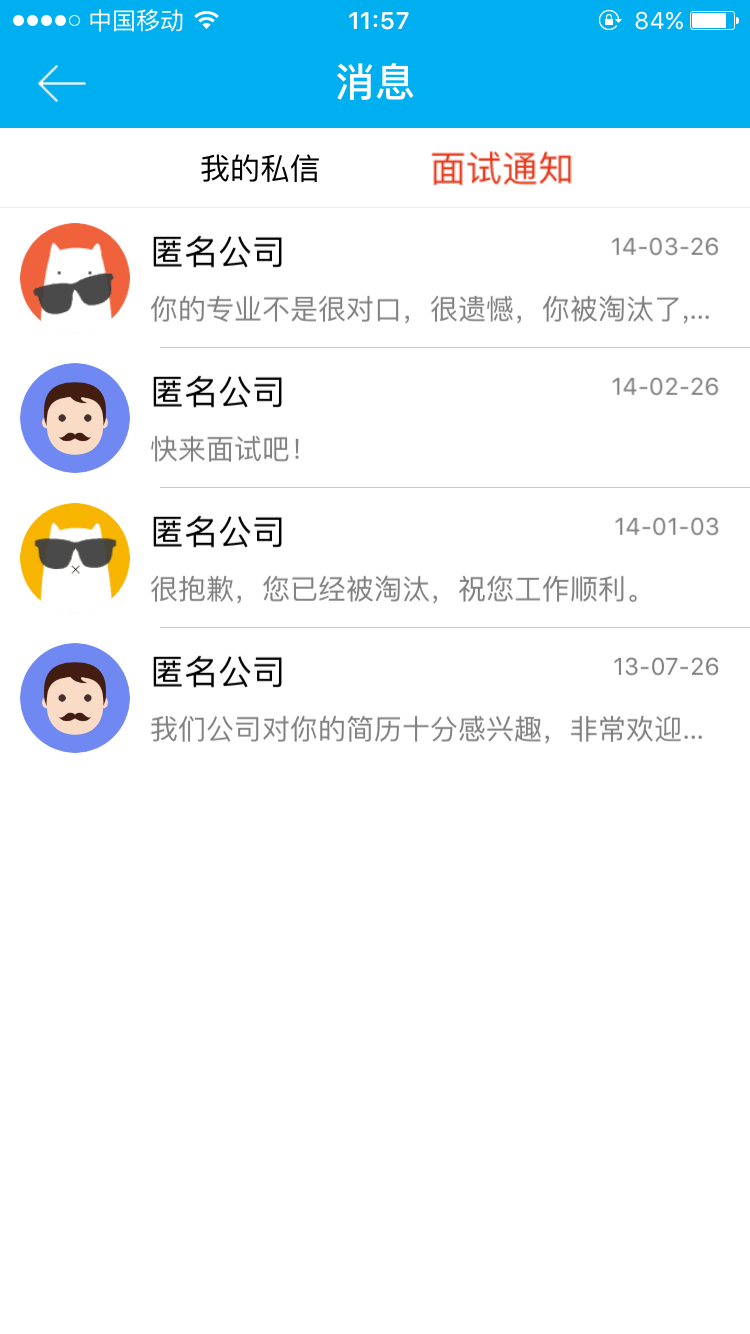 中国移动 11:57 84%
消息
我的私信 面试通知
匿名公司 14-03-26
你的专业不是很对口，很遗憾，你被淘汰了,...
匿名公司 14-02-26
快来面试吧！
匿名公司 14-01-03
很抱歉，您已经被淘汰，祝您工作顺利。
匿名公司 13-07-26
我们公司对你的简历十分感兴趣，非常欢迎...